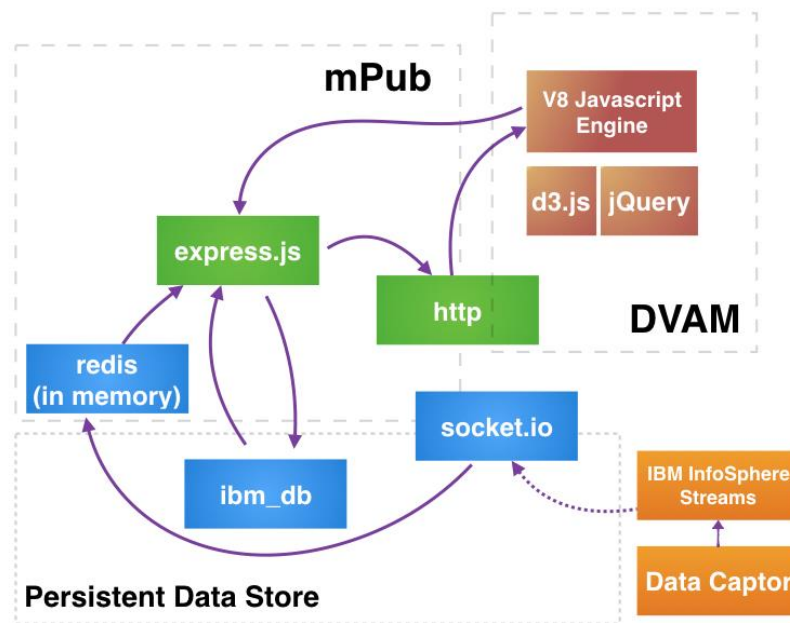 mPub
V8 Javascript
Engine
d3.js
jQuery
express.js
http
DVAM
redis
(in memory)
socket.io
ibm_db
IBM InfoSphere
Streams
Data Captor
Persistent Data Store